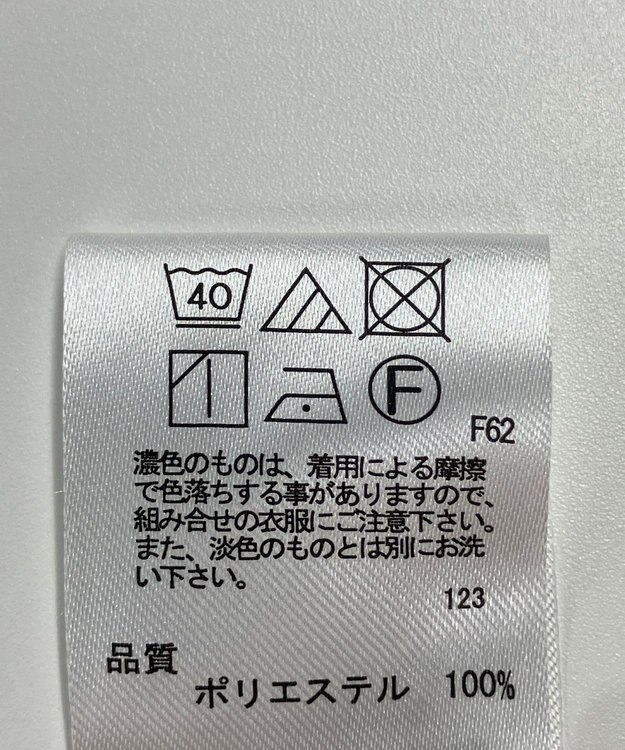 40
F
F62
濃色のものは、着用による摩擦
で色落ちする事がありますので、
組み合せの衣服にご注意下さい。
また、淡色のものとは別にお洗
い下さい。
123
品質
ポリエステル 100%